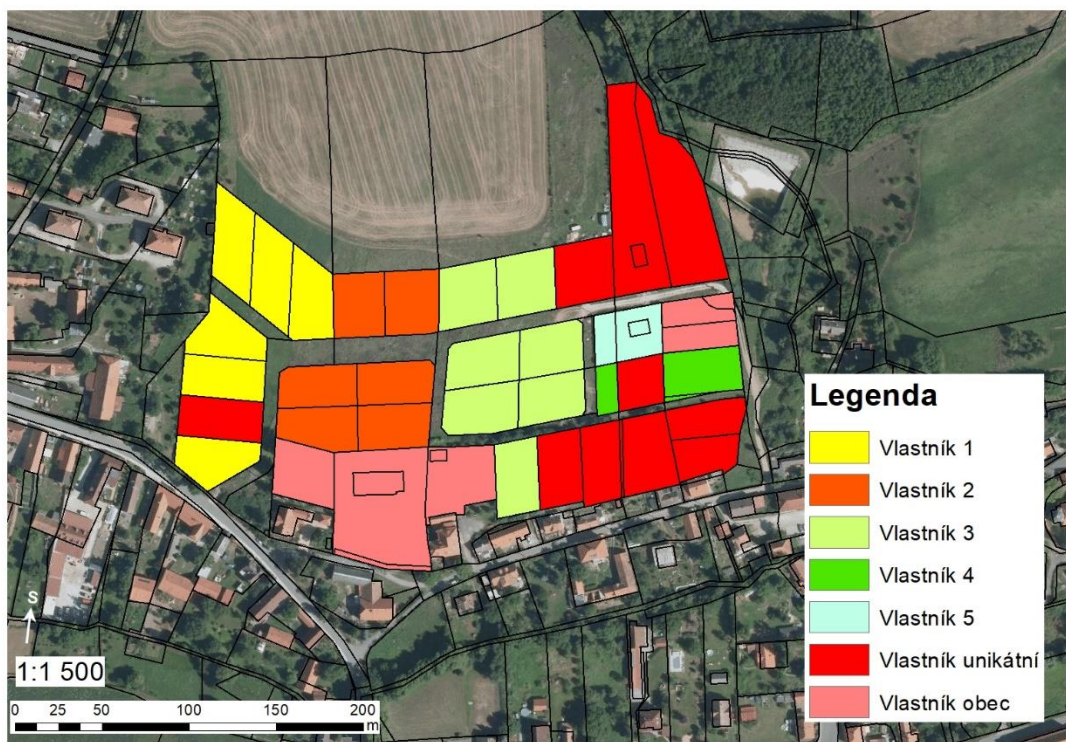 Legenda
Vlastník 1
Vlastník 2
Vlastník 3
Vlastník 4
Vlastník 5
Vlastník unikátní
Vlastník obec
S
1:1 500
0 25 50 100 150 200
m